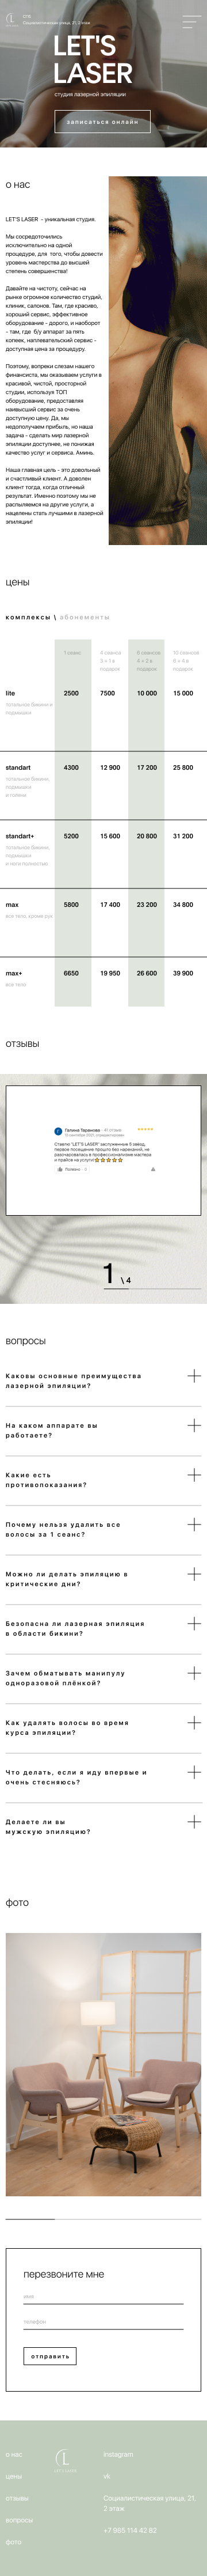 СПб
Социалистическая улица, 21, 2 этаж
LET'S
LASER
студия лазерной эпиляции
записаться онлайн
о нас
LET'S LASER - уникальная студия.
Мы сосредоточились
исключительно на одной
процедуре, для того, чтобы довести
уровень мастерства до высшей
степени совершенства!
Давайте на чистоту, сейчас на
рынке огромное количество студий,
клиник, салонов. Там, где красиво,
хороший сервис, эффективное
оборудование - дорого, и наоборот
- там, где б/у аппарат за пять
копеек, наплевательский сервис -
доступная цена за процедуру.
Поэтому, вопреки слезам нашего
финансиста, мы оказываем услуги в
красивой, чистой, просторной
студии, используя ТОП
оборудование, предоставляя
наивысший сервис за очень
доступную цену. Да, мы
недополучаем прибыль, но наша
задача - сделать мир лазерной
эпиляции доступнее, не понижая
качество услуг и сервиса. Аминь.
Наша главная цель - это довольный
и счастливый клиент. А доволен
клиент тогда, когда отличный
результат. Именно поэтому мы не
распыляемся на другие услуги, а
нацелены стать лучшими в лазерной
эпиляции!
цены
комплексы \ абонементы
1 сеанс
4 сеанса
3 + 1 в
подарок
6 сеансов
4 + 2 в
подарок
10 сеансов
6 + 4 в
подарок
lite 2500 7500 10 000 15 000
тотальное бикини и
подмышки
standart 4300 12 900 17 200 25 800
тотальное бикини,
подмышки
и голени
standart+ 5200 15 600 20 800 31 200
тотальное бикини,
подмышки
и ноги полностью
max 5800 17 400 23 200 34 800
все тело, кроме рук
max+ 6650 19 950 26 600 39 900
все тело
отзывы
Ставлю "LET'S LASER" заслуженные 5 звёзд,
1 \ 4
вопросы
Каковы основные преимущества
лазерной эпиляции?
На каком аппарате вы
работаете?
Какие есть
противопоказания?
Почему нельзя удалить все
волосы за 1 сеанс?
Можно ли делать эпиляцию в
критические дни?
Безопасна ли лазерная эпиляция
в области бикини?
Зачем обматывать манипулу
одноразовой плёнкой?
Как удалять волосы во время
курса эпиляции?
Что делать, если я иду впервые и
очень стесняюсь?
Делаете ли вы
мужскую эпиляцию?
фото
перезвоните мне
имя
телефон
отправить
о нас
цены
отзывы
вопросы
фото
LET'S LASER
Instagram
vk
Социалистическая улица, 21,
2 этаж
+7 965 114 42 82